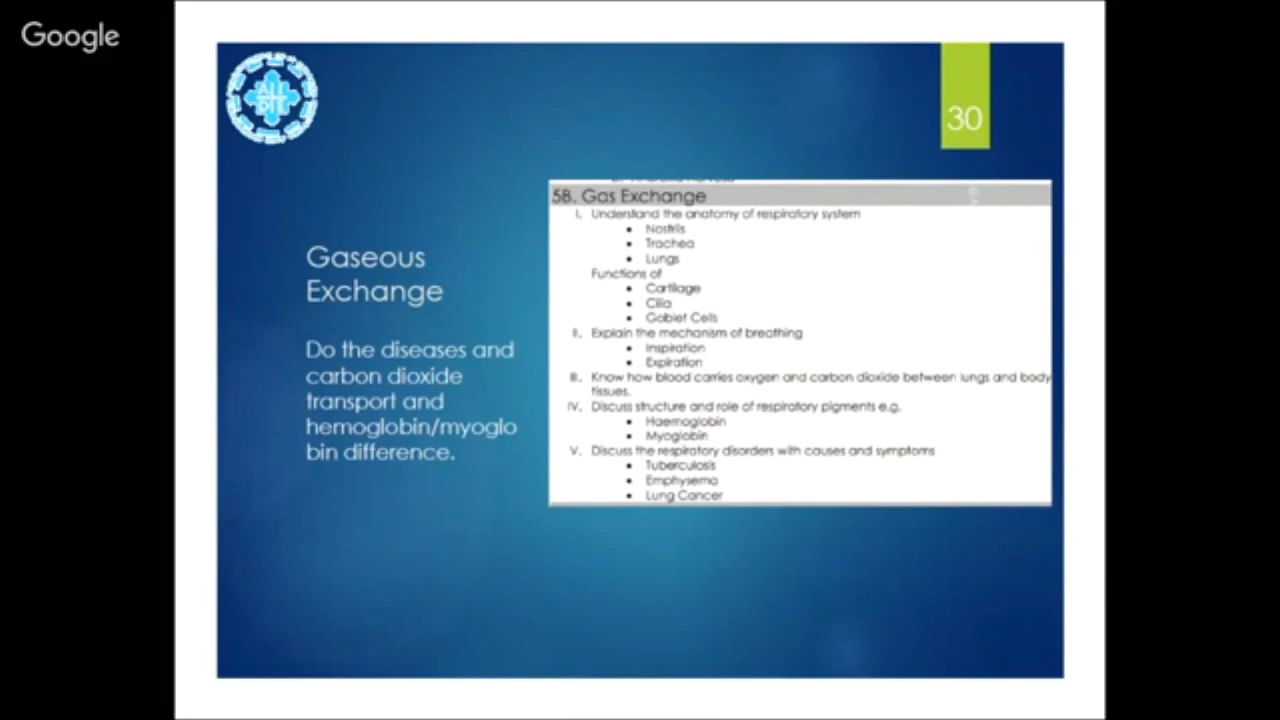 Google
30
Gaseous
Exchange
Do the diseases and
carbon dioxide
transport and
hemoglobin/myoglo
bin difference.
5B. Gas Exchange
I. Understand the anatomy of respiratory system
• Nostrils
• Trachea
• Lungs
Functions of
• Cartilage
• Cilia
• Goblet Cells
II. Explain the mechanism of breathing
• Inspiration
• Expiration
III. Know how blood carries oxygen and carbon dioxide between lungs and body
tissues.
IV. Discuss structure and role of respiratory pigments e.g.
• Haemoglobin
• Myoglobin
V. Discuss the respiratory disorders with causes and symptoms
• Tuberculosis
• Emphysema
• Lung Cancer